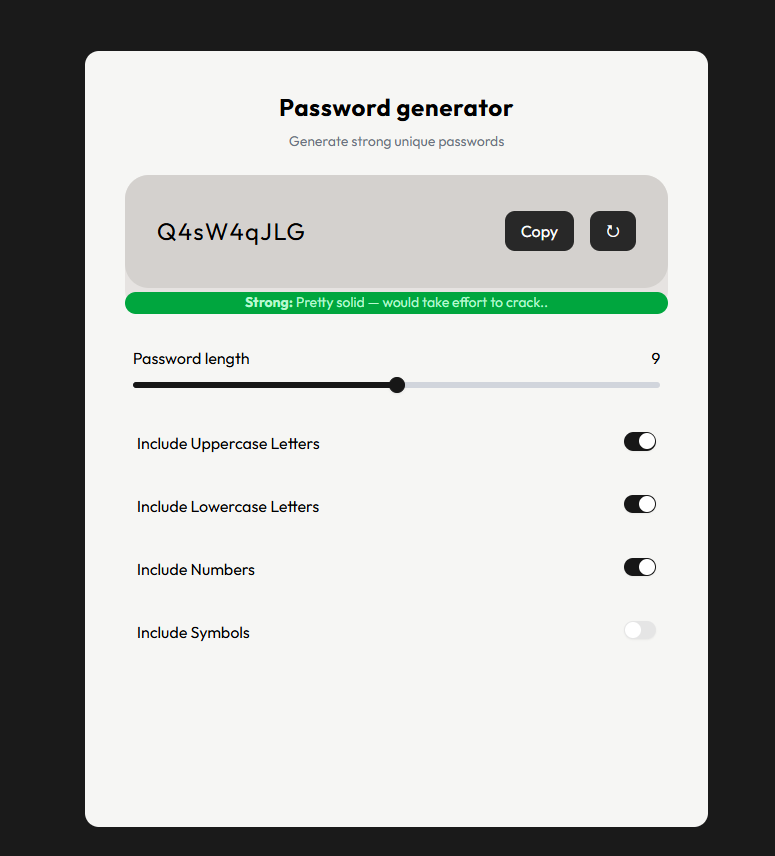 Password generator
Generate strong unique passwords
Q4sW4qJLG
Copy
↻
Strong: Pretty solid — would take effort to crack..
Password length
9
Include Uppercase Letters
Include Lowercase Letters
Include Numbers
Include Symbols